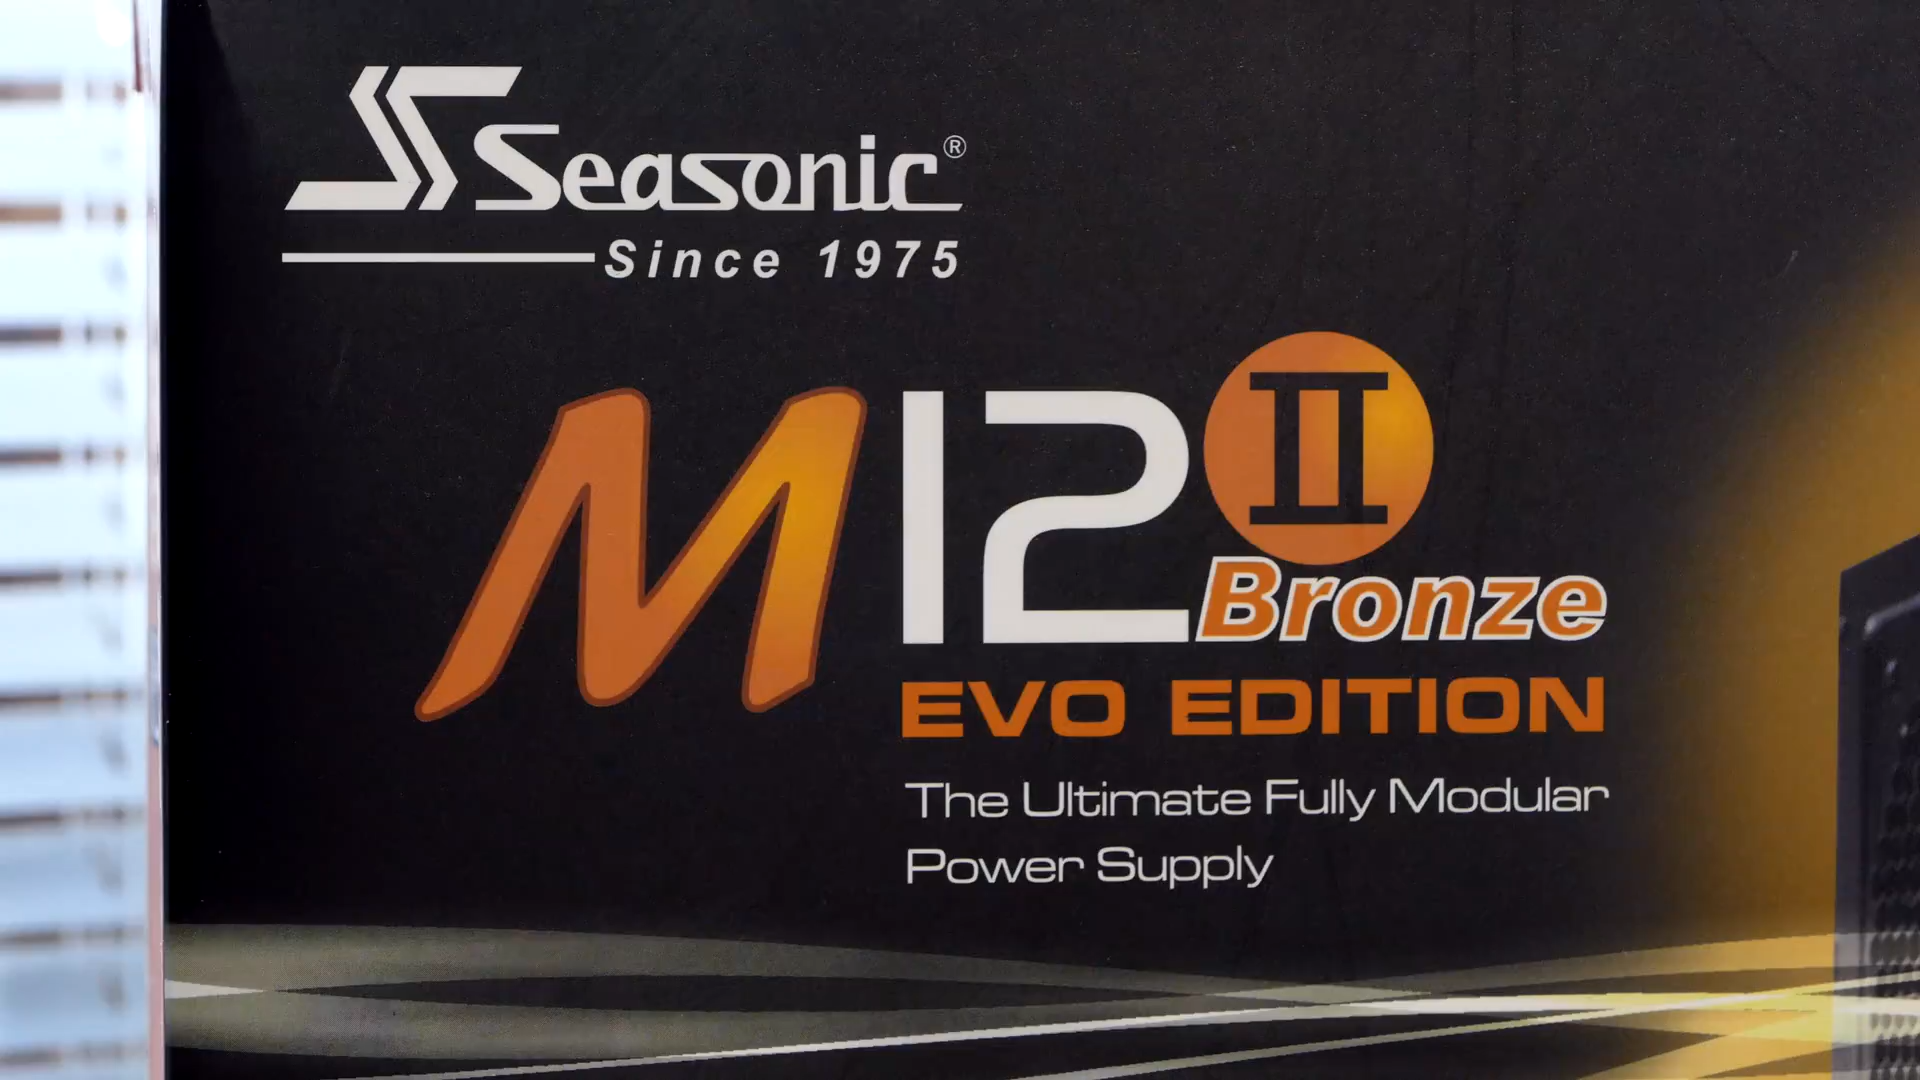 Seasonic®
Since 1975
M12 II
Bronze
EVO EDITION
The Ultimate Fully Modular
Power Supply